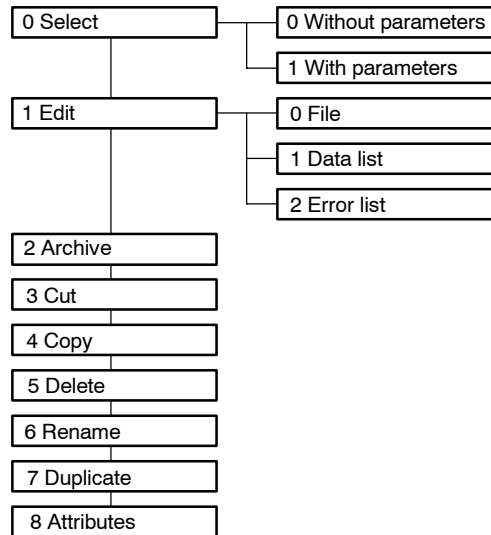 0 Select
0 Without parameters
1 With parameters
1 Edit
0 File
1 Data list
2 Error list
2 Archive
3 Cut
4 Copy
5 Delete
6 Rename
7 Duplicate
8 Attributes